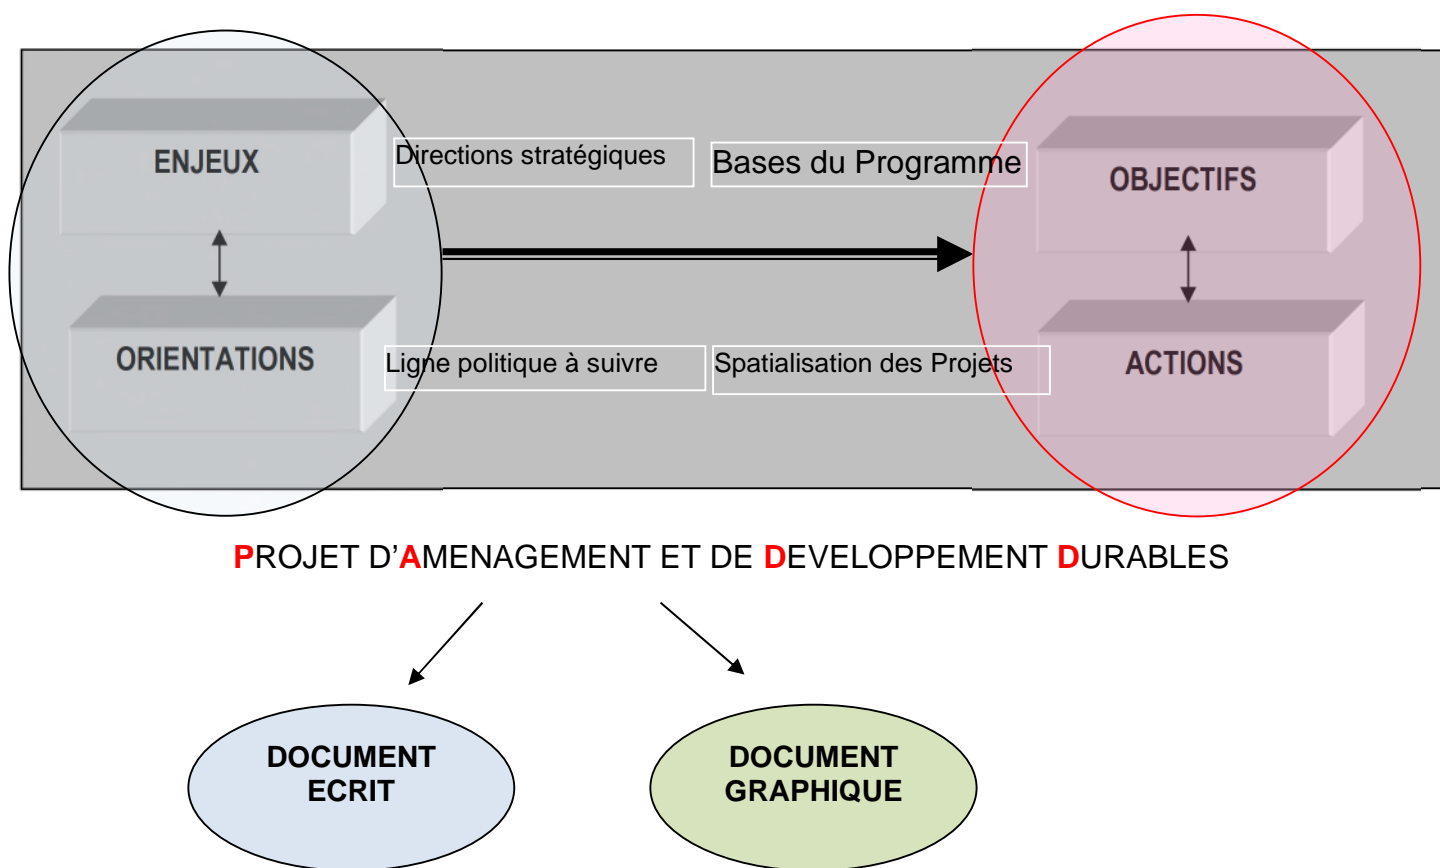 ENJEUX
Directions stratégiques
Bases du Programme
OBJECTIFS
ORIENTATIONS
Ligne politique à suivre
Spatialisation des Projets
ACTIONS
PROJET D’AMENAGEMENT ET DE DEVELOPPEMENT DURABLES
DOCUMENT
ECRIT
DOCUMENT
GRAPHIQUE